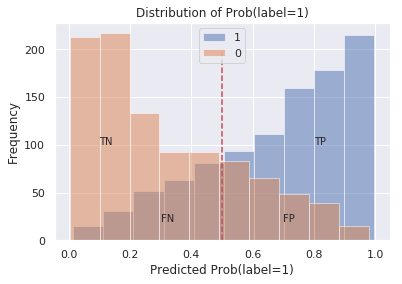 Distribution of Prob(label=1)
1
0
Frequency
200
150
100
50
0
TN
TP
FN
FP
0.0 0.2 0.4 0.6 0.8 1.0
Predicted Prob(label=1)